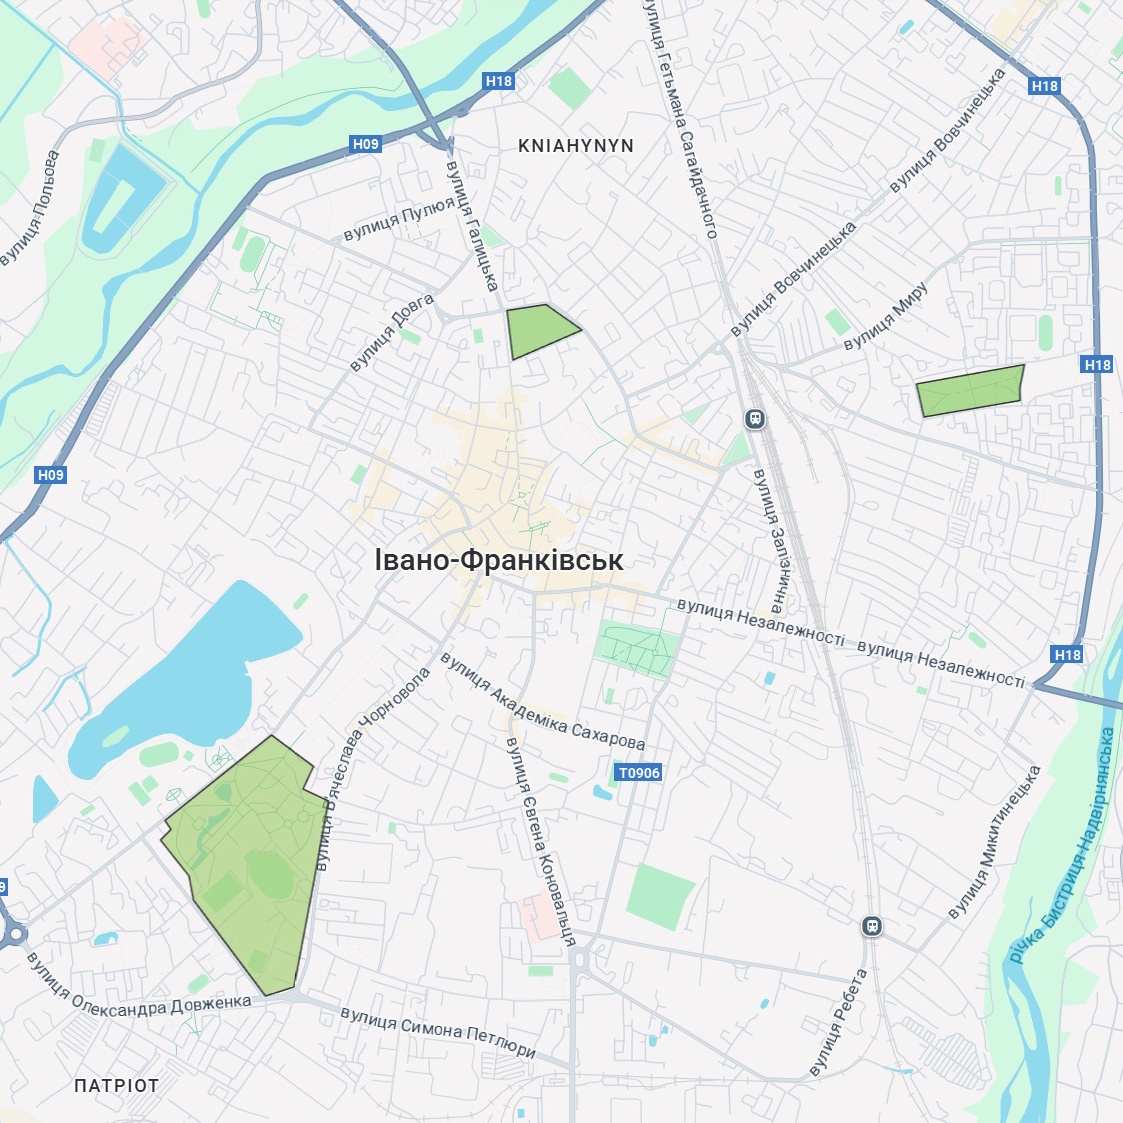 H18
H18
H09
KNIAHYNYN
вулиця Гетьмана Сагайдачного
вулиця Вовчинецька
вулиця Польова
вулиця Пулюя
вулиця Галицька
вулиця Вовчинецька
вулиця Довга
вулиця Миру
H18
H09
вулиця Залізнична
Івано-Франківськ
вулиця Незалежності
вулиця Незалежності
H18
вулиця Академіка Сахарова
вулиця Вячеслава Чорновола
T0906
вулиця Євгена Коновальця
вулиця Микитинецька
річка Бистриця-Надвірнянська
9
вулиця Олександра Довженка
вулиця Симона Петлюри
вулиця Ребета
ПАТРІОТ